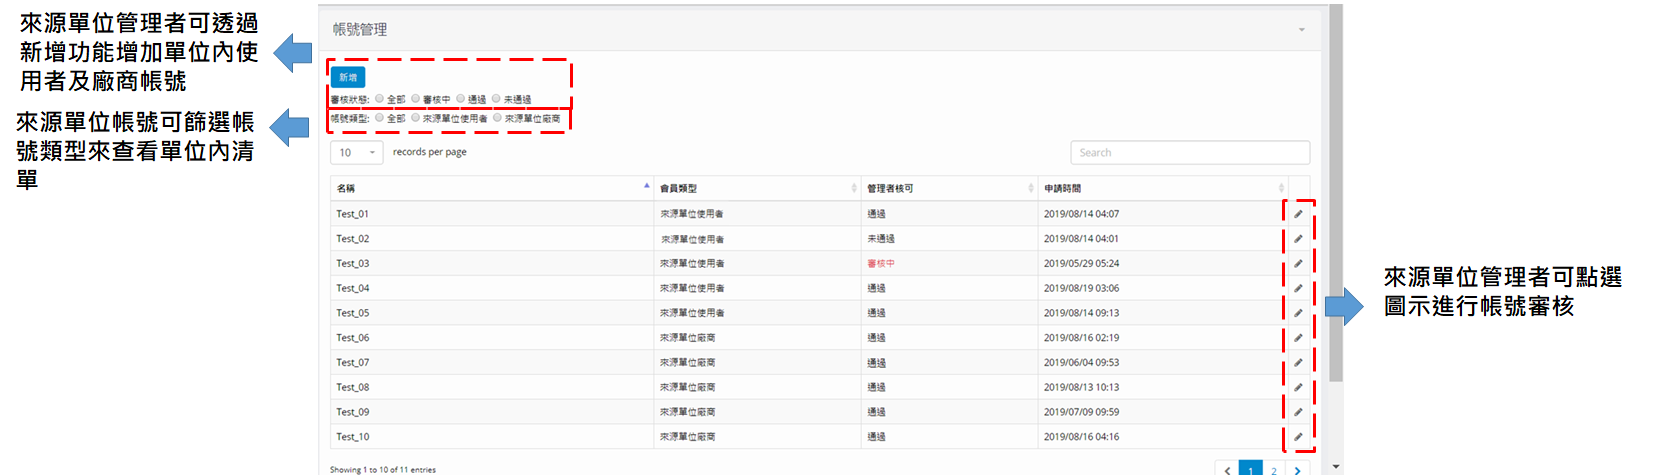 來源單位管理者可透過
新增功能增加單位內使
用者及廠商帳號
來源單位帳號可篩選帳
號類型來查看單位內清
單
帳號管理
新增
審核狀態: 全部 審核中 通過 未通過
帳號類型: 全部 來源單位使用者 來源單位廠商
10 records per page Search
名稱 會員類型 管理者核可 申請時間
Test_01 來源單位使用者 通過 2019/08/14 04:07
Test_02 來源單位使用者 未通過 2019/08/14 04:01
Test_03 來源單位使用者 審核中 2019/05/29 05:24
Test_04 來源單位使用者 通過 2019/08/19 03:06
Test_05 來源單位使用者 通過 2019/08/14 09:13
Test_06 來源單位廠商 通過 2019/08/16 02:19
Test_07 來源單位廠商 通過 2019/06/04 09:53
Test_08 來源單位廠商 通過 2019/08/13 10:13
Test_09 來源單位廠商 通過 2019/07/09 09:59
Test_10 來源單位廠商 通過 2019/08/16 04:16
Showing 1 to 10 of 11 entries
1 2
來源單位管理者可點選
圖示進行帳號審核